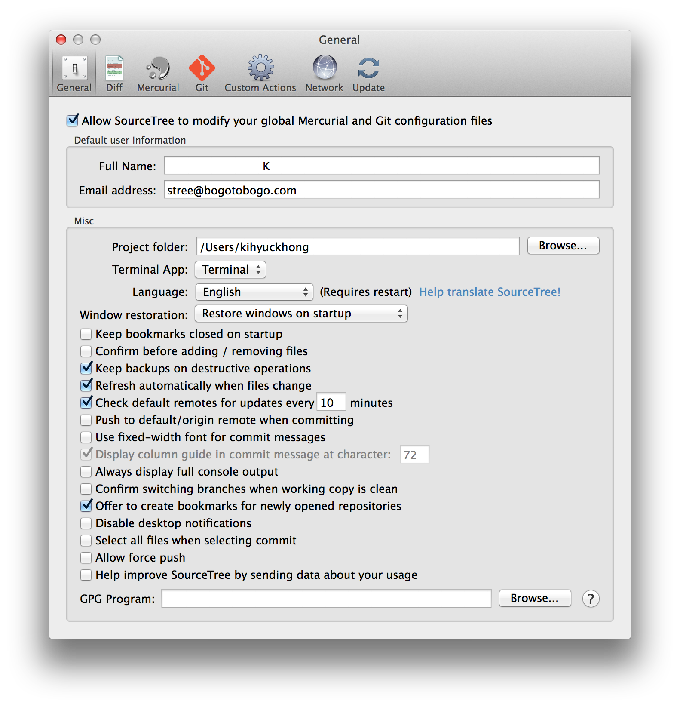 General
General Diff Mercurial Git Custom Actions Network Update
Allow SourceTree to modify your global Mercurial and Git configuration files
Default user information
Full Name: K
Email address: stree@bogotobogo.com
Misc
Project folder: /Users/kihyuckhong Browse...
Terminal App: Terminal
Language: English (Requires restart) Help translate SourceTree!
Window restoration: Restore windows on startup
Keep bookmarks closed on startup
Confirm before adding / removing files
Keep backups on destructive operations
Refresh automatically when files change
Check default remotes for updates every 10 minutes
Push to default/origin remote when committing
Use fixed-width font for commit messages
Display column guide in commit message at character: 72
Always display full console output
Confirm switching branches when working copy is clean
Offer to create bookmarks for newly opened repositories
Disable desktop notifications
Select all files when selecting commit
Allow force push
Help improve SourceTree by sending data about your usage
GPG Program: Browse... ?